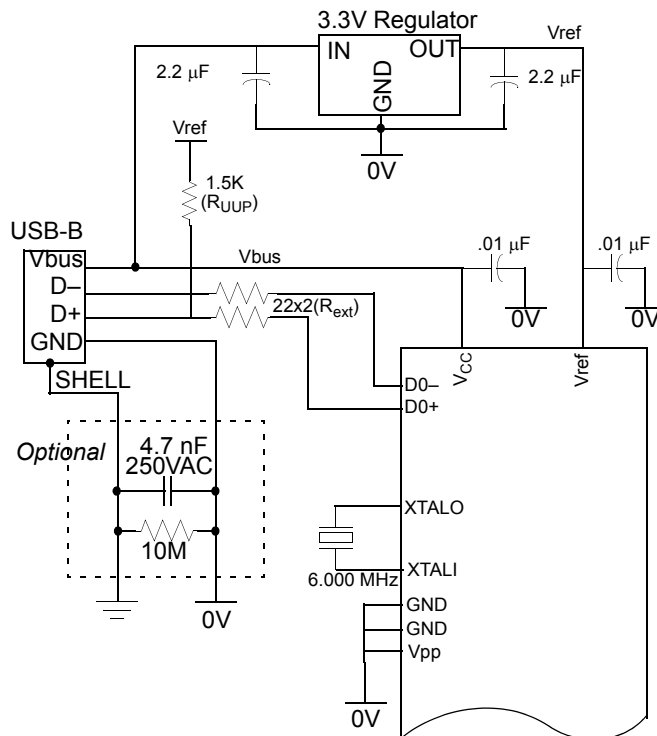 3.3V Regulator
IN
OUT
GND
Vref
2.2 µF
2.2 µF
0V
Vref
1.5K
(RUUP)
USB-B
Vbus
D–
D+
GND
Vbus
.01 µF
.01 µF
22x2(Rext)
0V
0V
SHELL
VCC
Vref
D0–
D0+
Optional
4.7 nF
250VAC
10M
0V
XTALO
6.000 MHz
XTALI
GND
GND
Vpp
0V